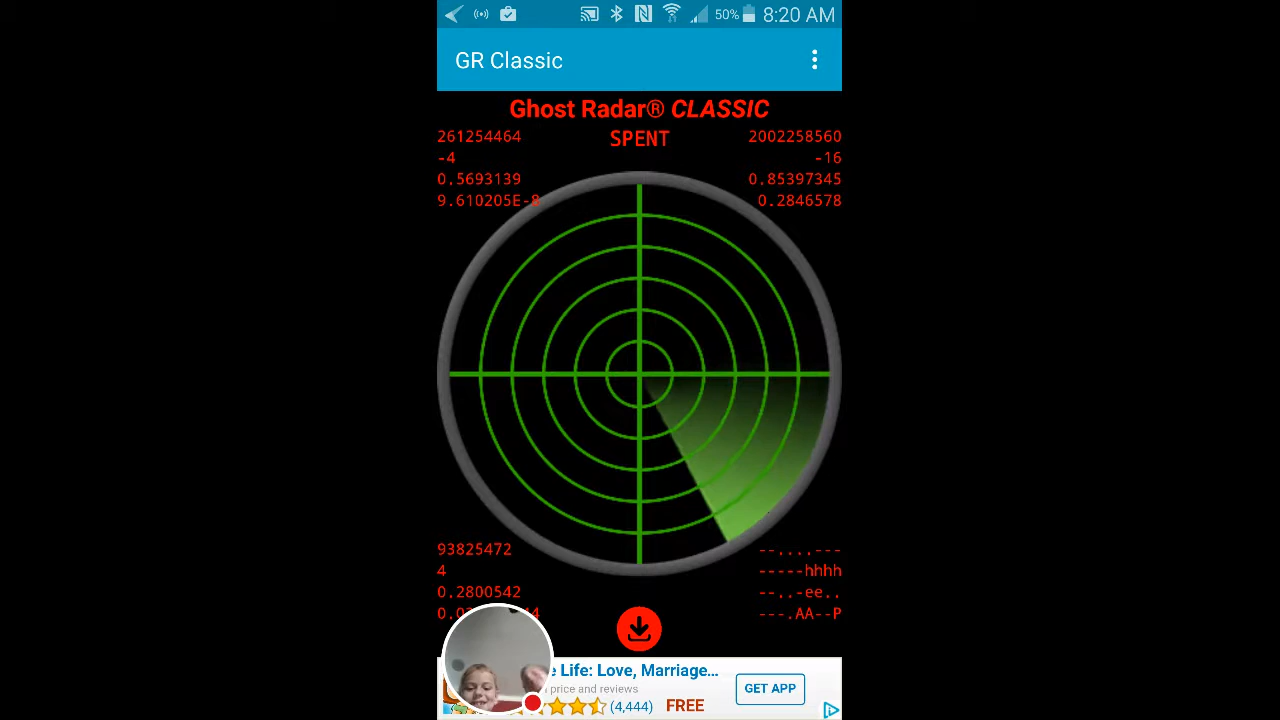 50% 8:20 AM
GR Classic
Ghost Radar® CLASSIC
261254464 SPENT 2002258560
-4 -16
0.5693139 0.85397345
9.610205E-8 0.2846578
93825472 --....---
4 -----hhhh
0.2800542 --..-ee..
---.AA--P
e Life: Love, Marriage...
price and reviews
(4,444) FREE
GET APP